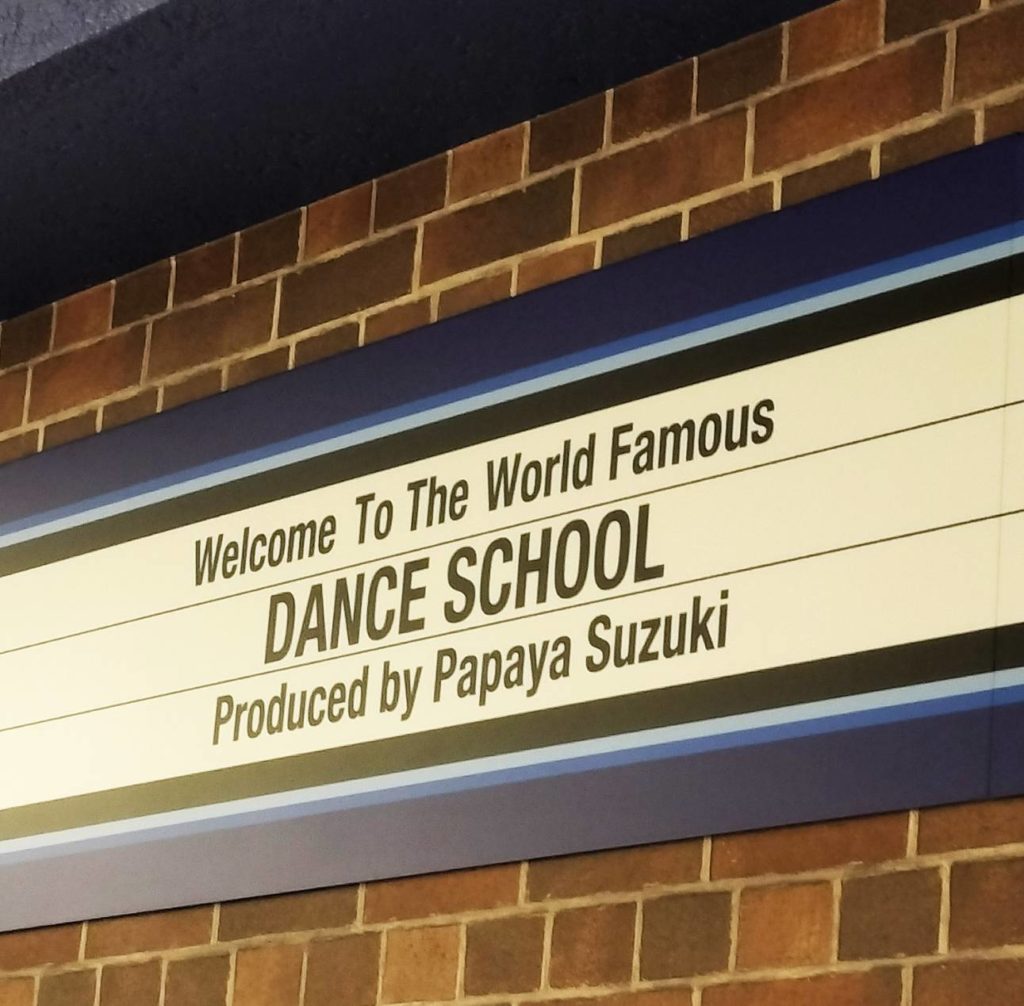 Welcome To The World Famous
DANCE SCHOOL
Produced by Papaya Suzuki